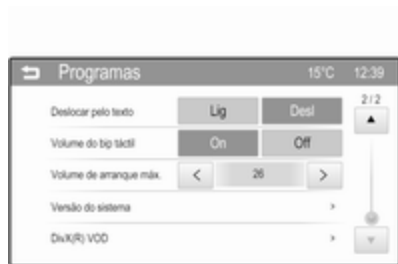 Programas 15°C 12:39
Deslocar pelo texto Lig Desl 2/2
Volume do bip táctil On Off
Volume de arranque máx. < 26 >
Versão do sistema >
DivX(R) VOD >